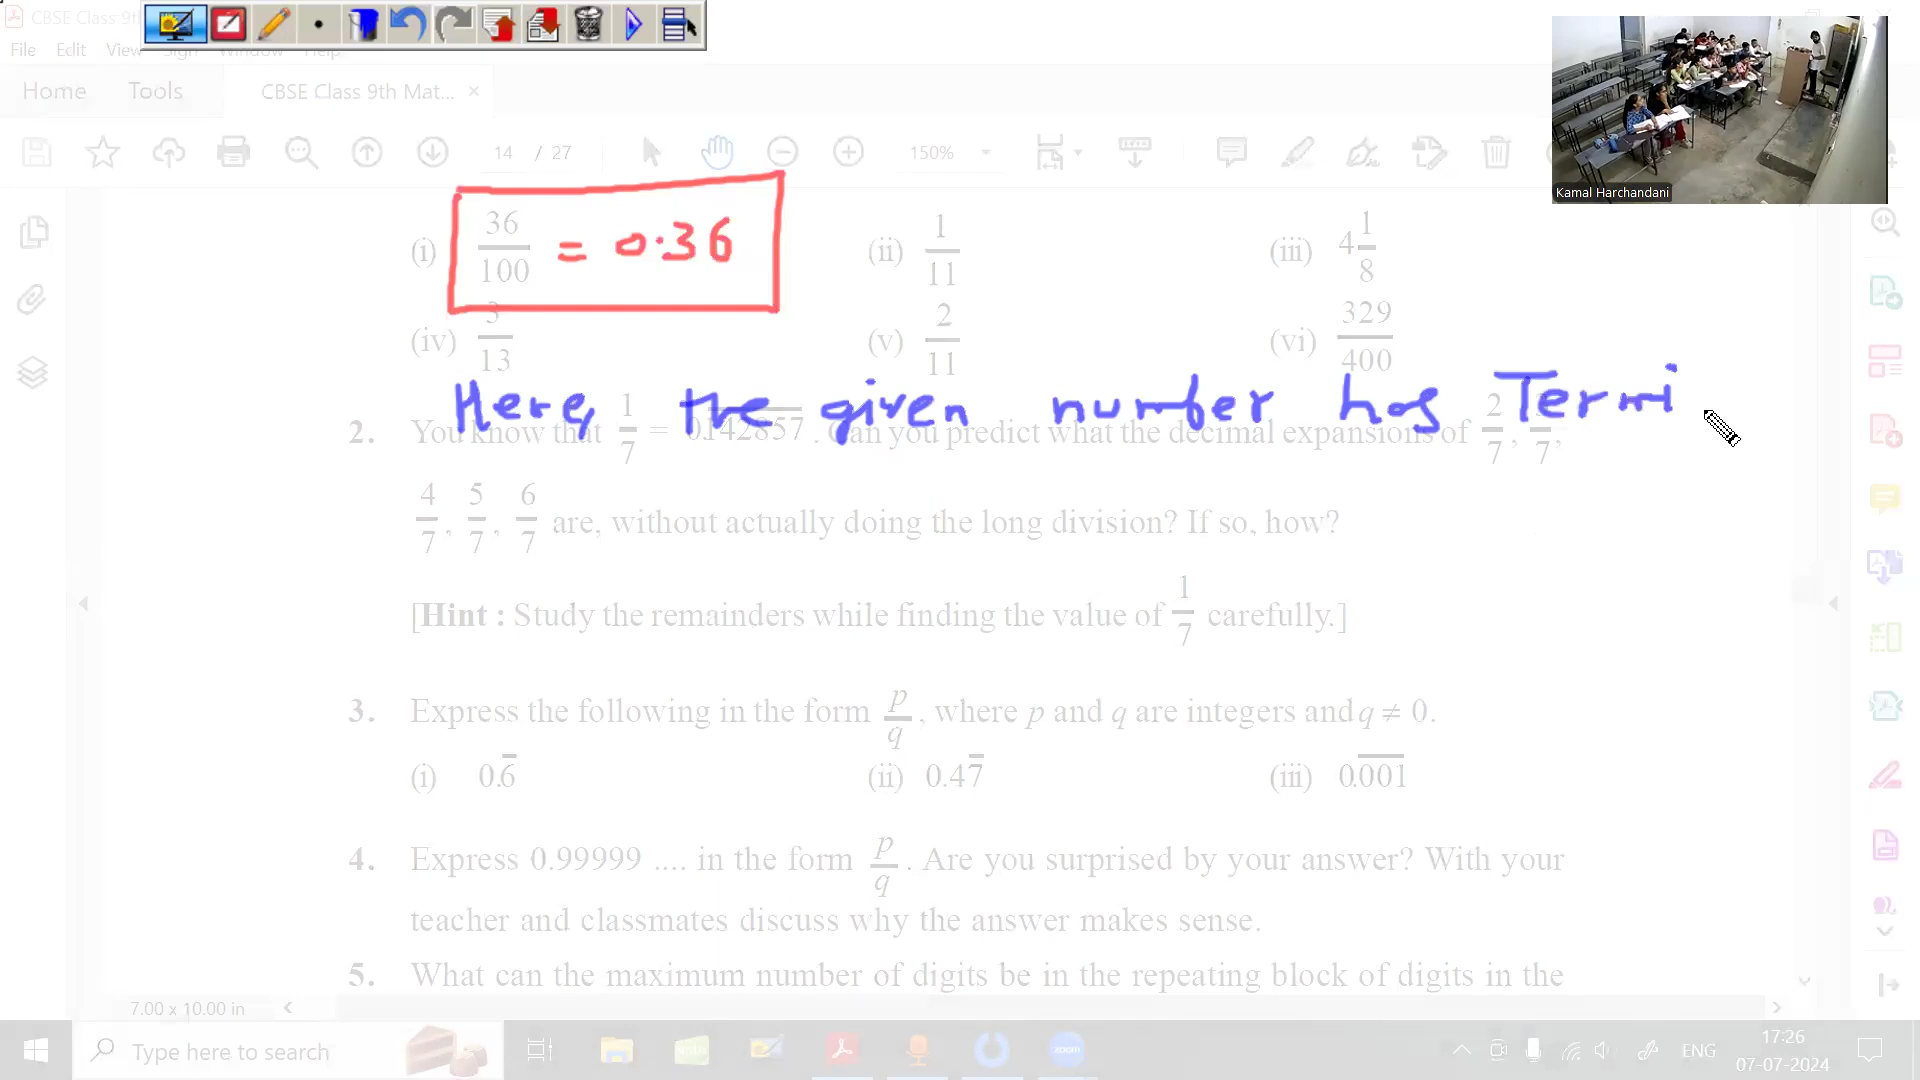 CBSE Class 9th
File Edit View Sign Window Help
Home Tools CBSE Class 9th Mat... ×
14 / 27 150%
Kamal Harchandani
(i) 36/100 = 0.36 (ii) 1/11 (iii) 4 1/8
(iv) 3/13 (v) 2/11 (vi) 329/400
Here, the given number has Termi
2. You know that 1/7 = 0.142857. Can you predict what the decimal expansions of 2/7, 3/7,
4/7, 5/7, 6/7 are, without actually doing the long division? If so, how?
[Hint : Study the remainders while finding the value of 1/7 carefully.]
3. Express the following in the form p/q, where p and q are integers and q ≠ 0.
(i) 0.6̅ (ii) 0.47̅ (iii) 0.0̅0̅1̅
4. Express 0.99999 .... in the form p/q. Are you surprised by your answer? With your
teacher and classmates discuss why the answer makes sense.
5. What can the maximum number of digits be in the repeating block of digits in the
7.00 x 10.00 in
Type here to search zoom ENG 17:26
07-07-2024